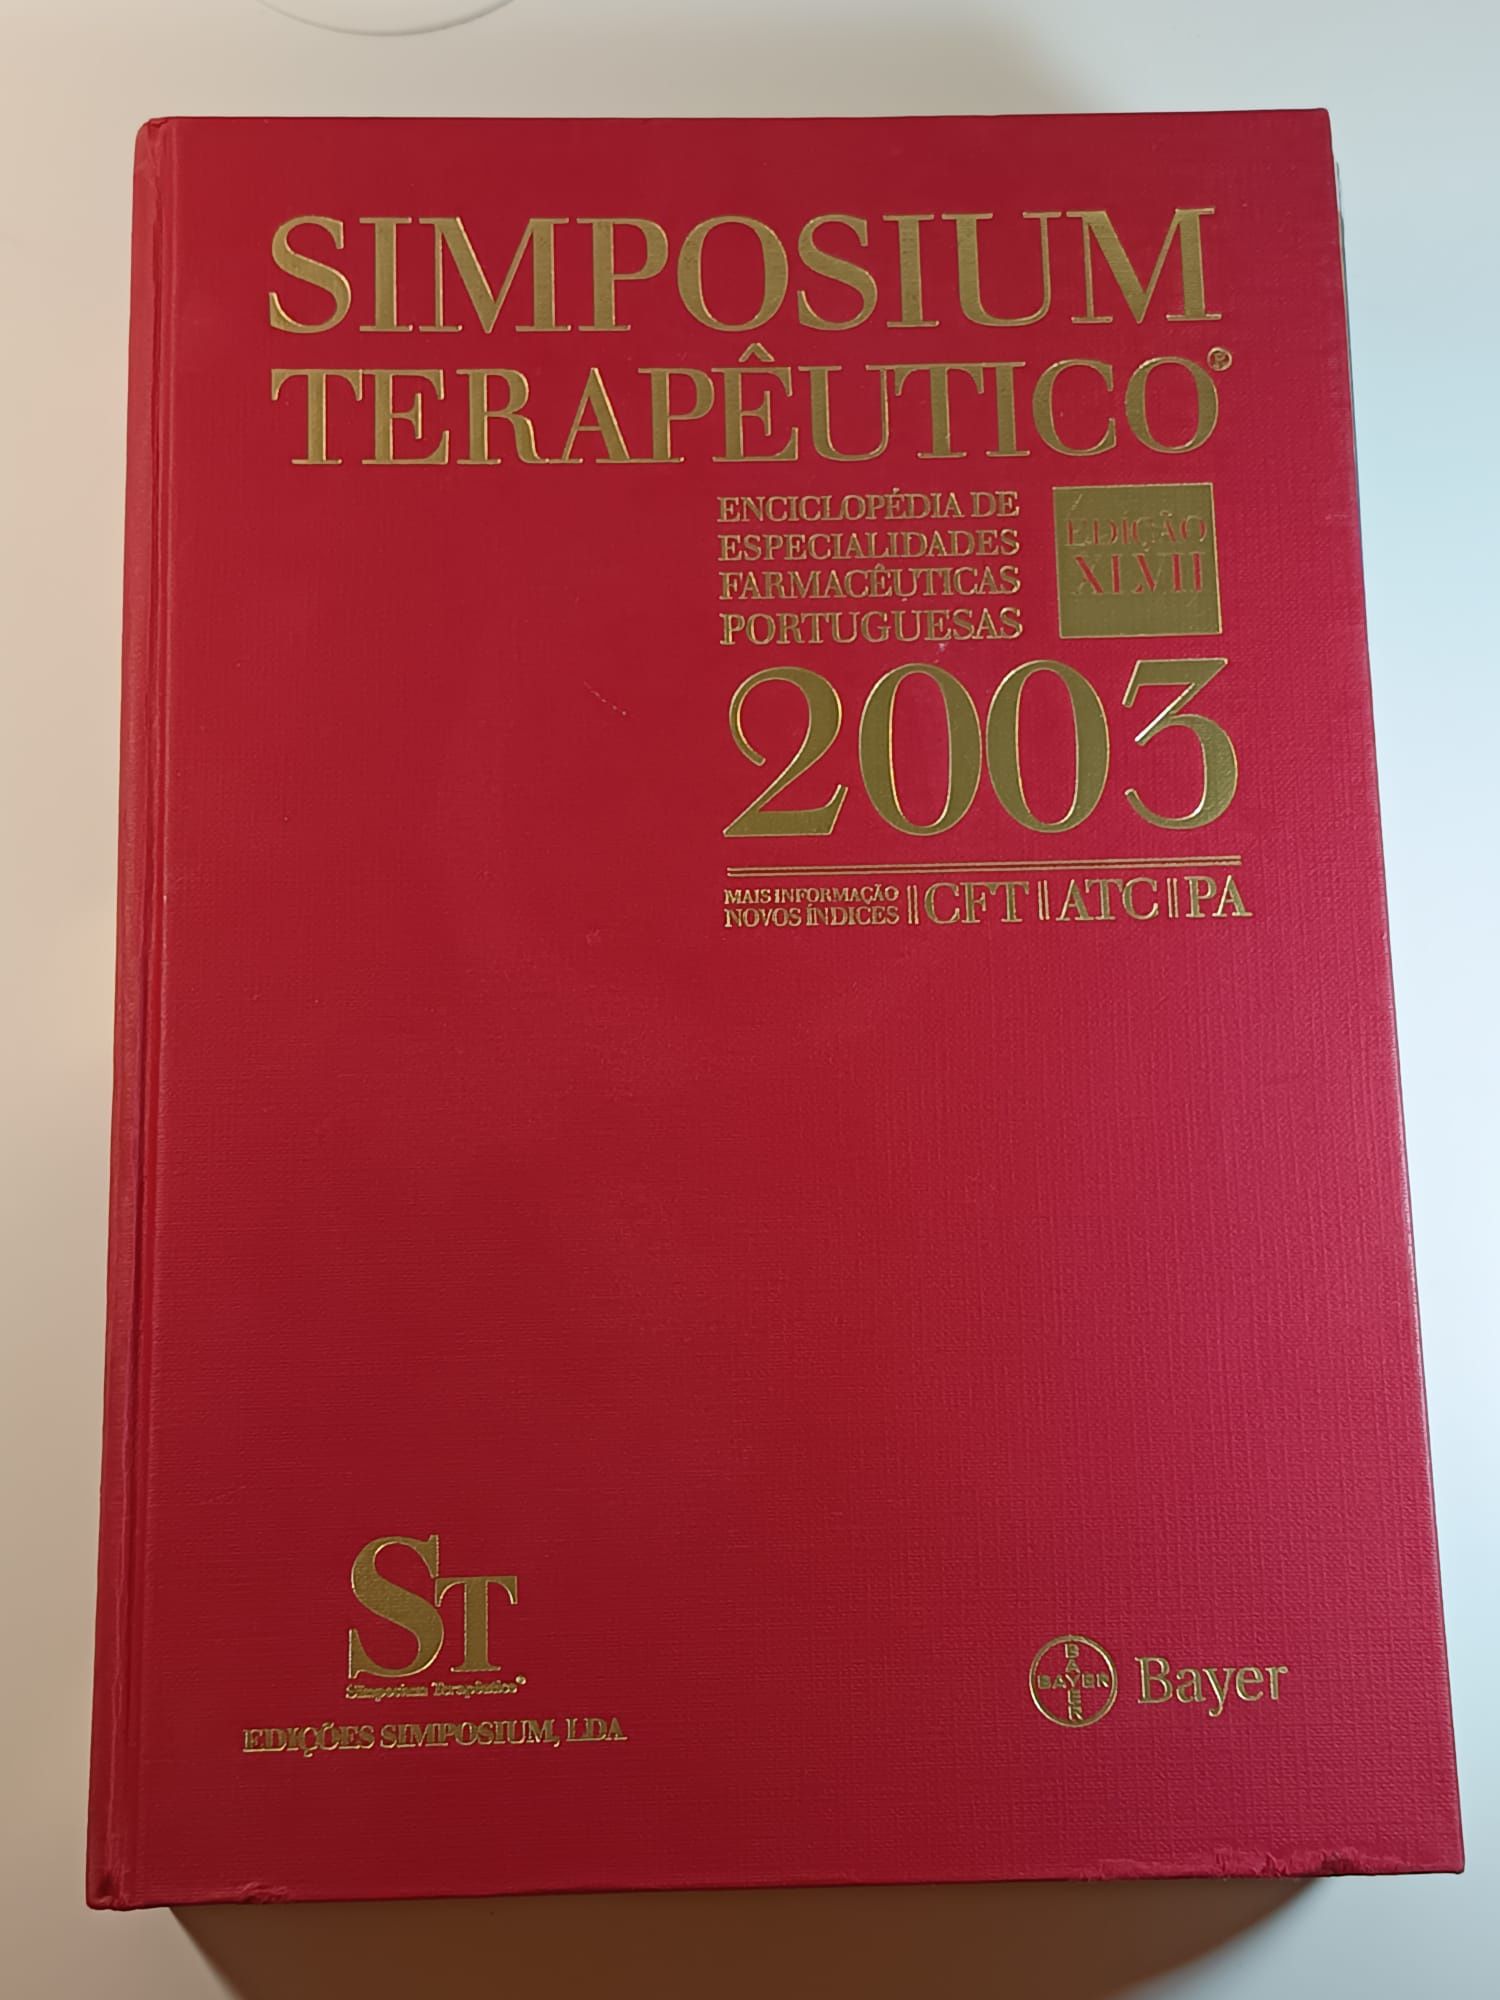 SIMPOSIUM
TERAPÊUTICO®
ENCICLOPÉDIA DE
ESPECIALIDADES
FARMACÊUTICAS
PORTUGUESAS
EDIÇÃO
XLVII
2003
MAIS INFORMAÇÃO
NOVOS ÍNDICES
CFT
ATC
PA
ST
Simposium Terapêutico®
EDIÇÕES SIMPOSIUM, LDA
BAYER
BAYER
Bayer